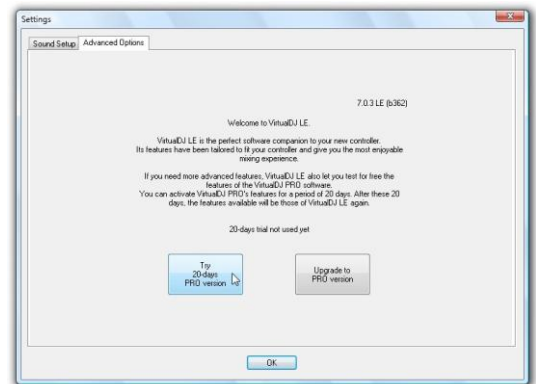 Settings
Sound Setup Advanced Options
7.0.3 LE (b362)
Welcome to VirtualDJ LE.
VirtualDJ LE is the perfect software companion to your new controller.
Its features have been tailored to fit your controller and give you the most enjoyable
mixing experience.
If you need more advanced features, VirtualDJ LE also let you test for free the
features of the VirtualDJ PRO software.
You can activate VirtualDJ PRO's features for a period of 20 days. After these 20
days, the features available will be those of VirtualDJ LE again.
20-days trial not used yet
Try
20-days
PRO version
Upgrade to
PRO version
OK